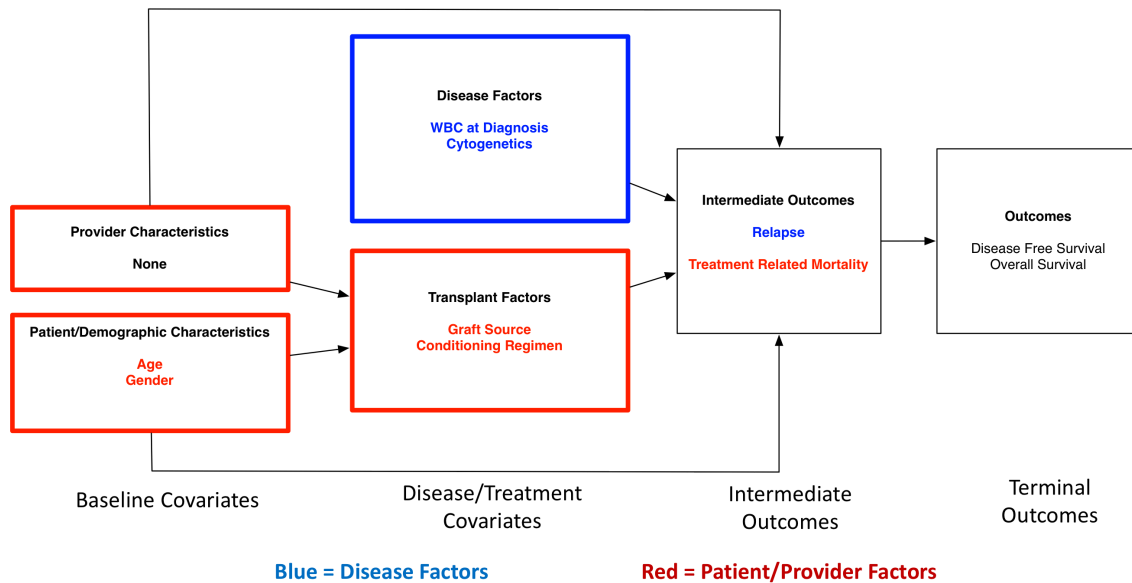 Disease Factors
WBC at Diagnosis
Cytogenetics
Provider Characteristics
None
Patient/Demographic Characteristics
Age
Gender
Transplant Factors
Graft Source
Conditioning Regimen
Intermediate Outcomes
Relapse
Treatment Related Mortality
Outcomes
Disease Free Survival
Overall Survival
Baseline Covariates
Disease/Treatment
Covariates
Intermediate
Outcomes
Terminal
Outcomes
Blue = Disease Factors
Red = Patient/Provider Factors